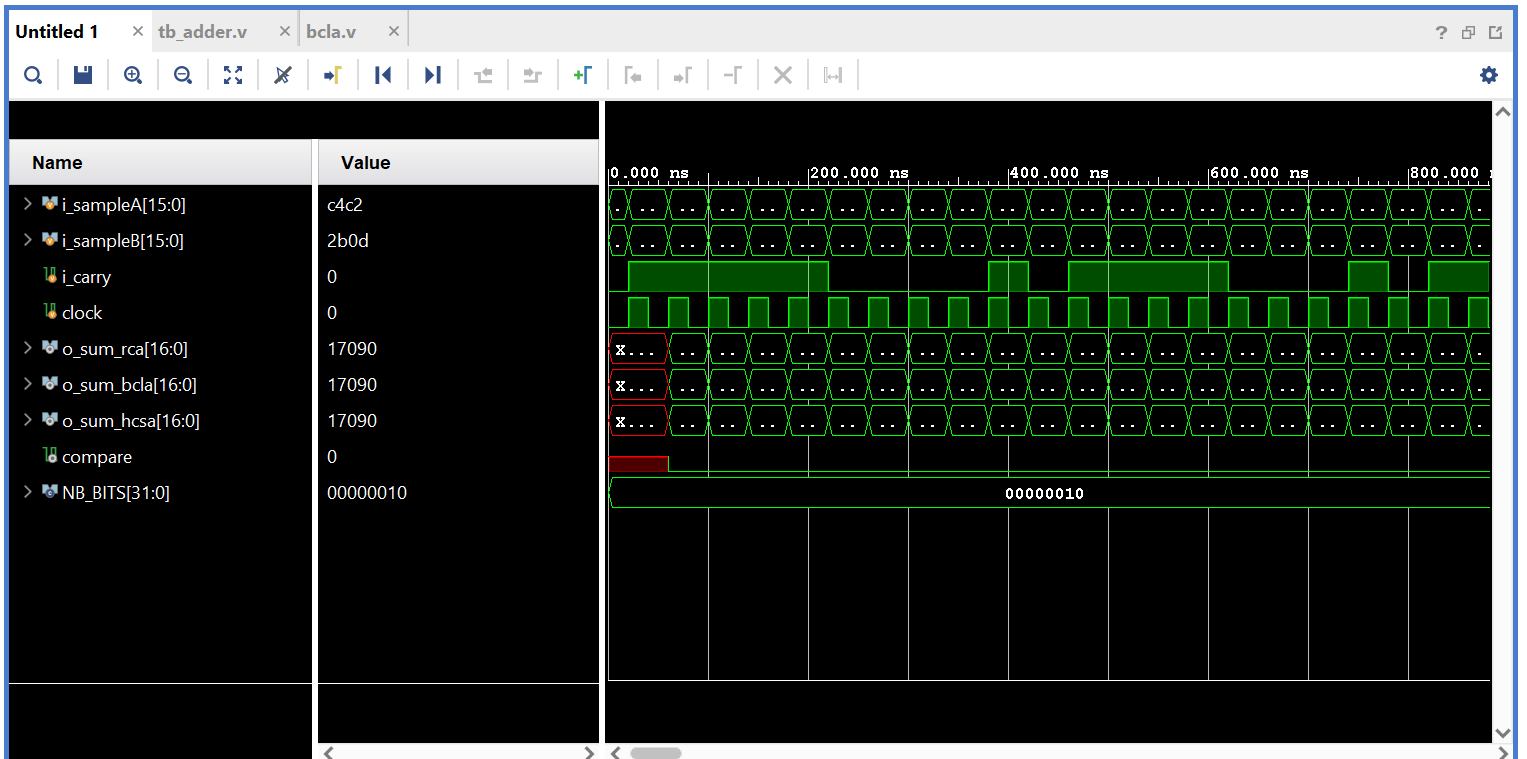 Untitled 1 × tb_adder.v × bcla.v ×
?
Name Value
0.000 ns 200.000 ns 400.000 ns 600.000 ns 800.000
i_sampleA[15:0] c4c2
i_sampleB[15:0] 2b0d
i_carry 0
clock 0
o_sum_rca[16:0] 17090 x...
o_sum_bcla[16:0] 17090 x...
o_sum_hcsa[16:0] 17090 x...
compare 0
NB_BITS[31:0] 00000010 00000010